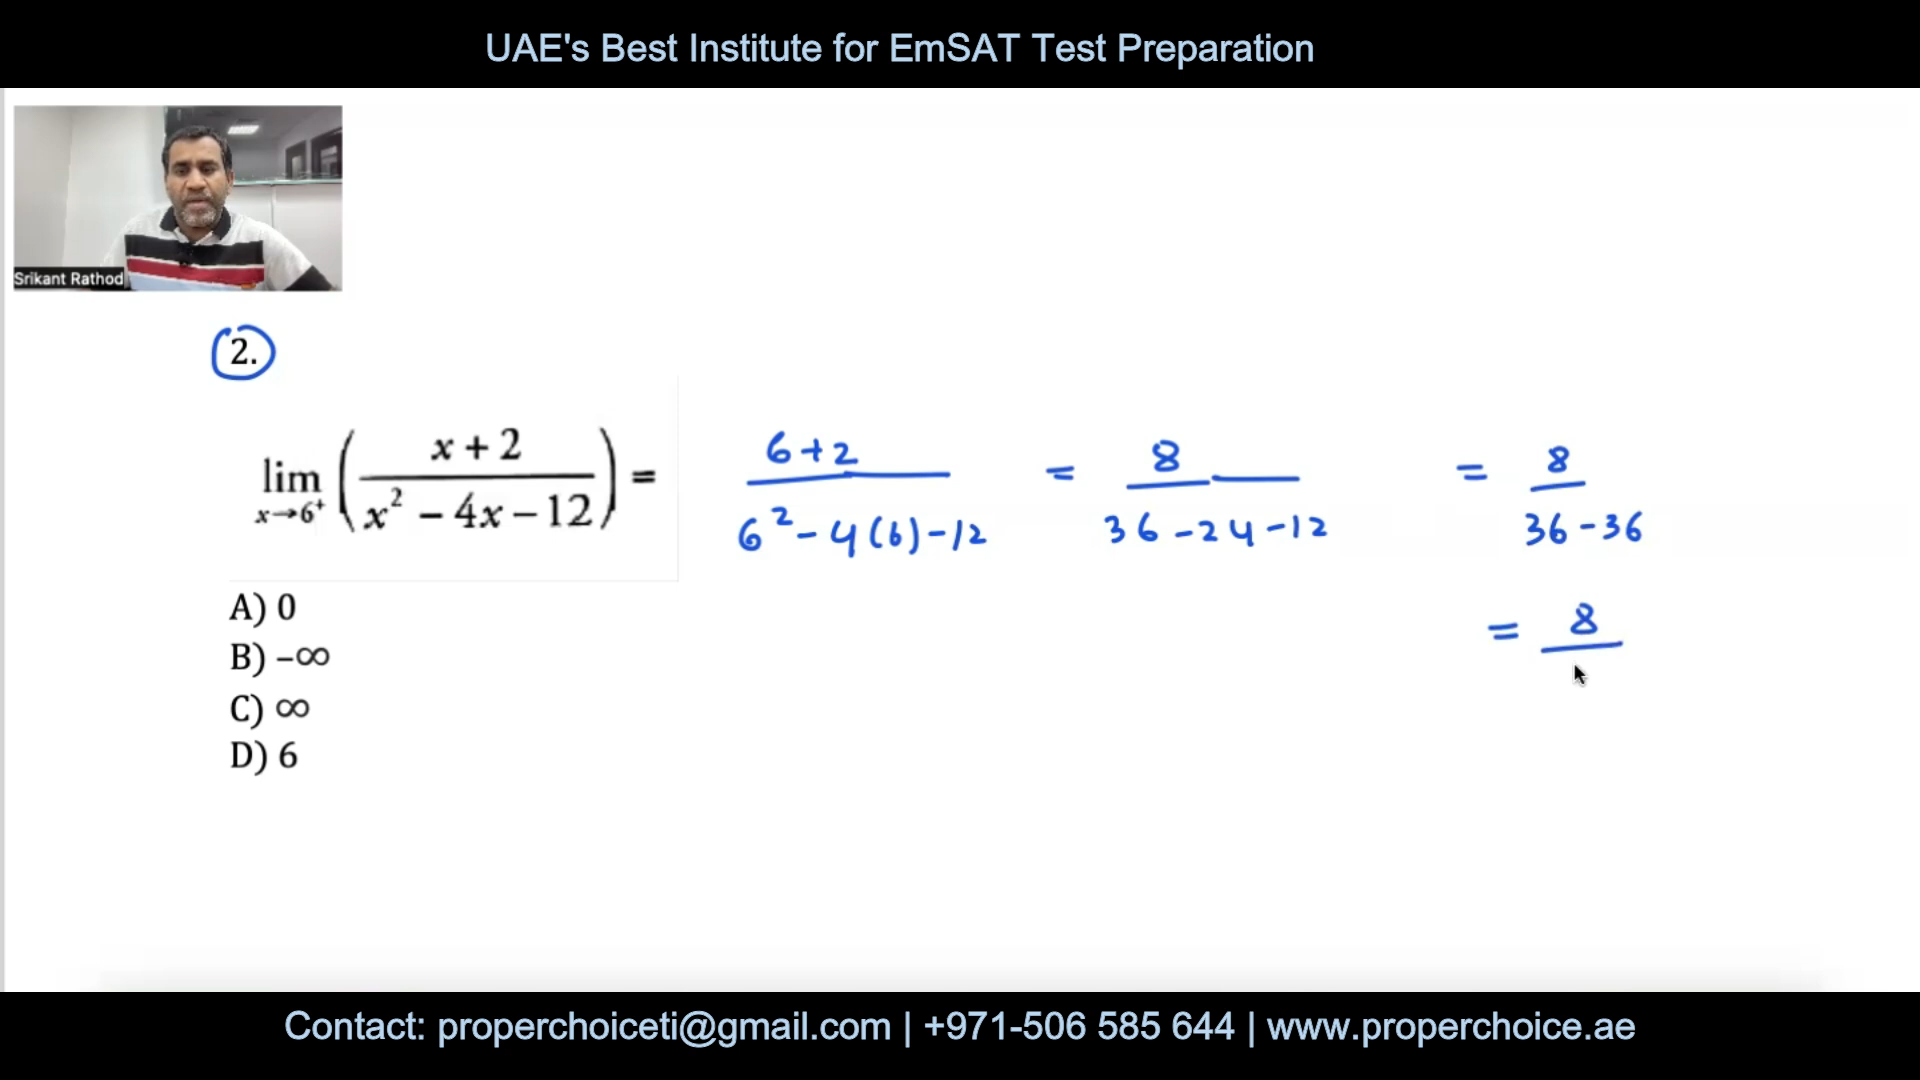 UAE's Best Institute for EmSAT Test Preparation
Srikant Rathod
2.
lim x→6⁺ ( (x + 2) / (x² − 4x − 12) ) = (6+2) / (6² − 4(6) − 12) = 8 / (36 − 24 − 12) = 8 / (36 − 36)
= 8 /
A) 0
B) −∞
C) ∞
D) 6
Contact: properchoiceti@gmail.com | +971-506 585 644 | www.properchoice.ae